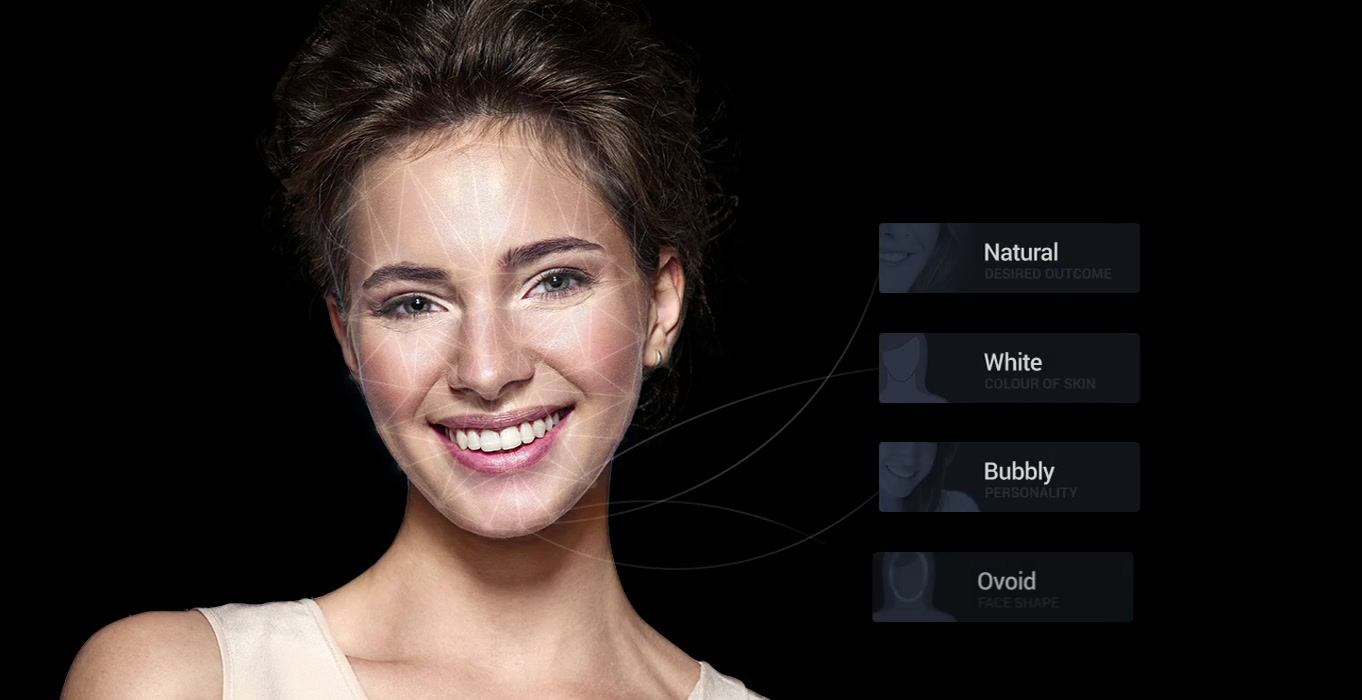 Natural
DESIRED OUTCOME
White
COLOUR OF SKIN
Bubbly
PERSONALITY
Ovoid
FACE SHAPE